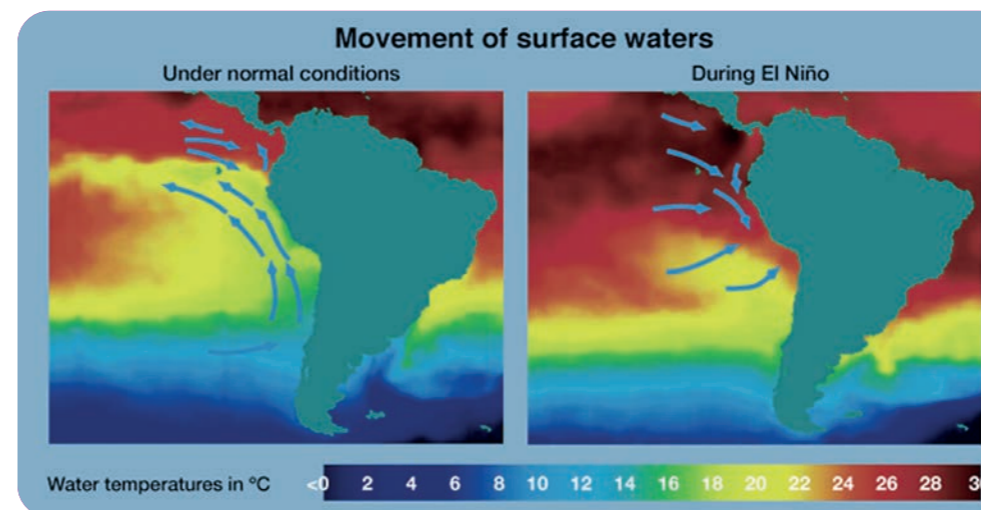 Movement of surface waters
Under normal conditions
During El Niño
Water temperatures in °C <0 2 4 6 8 10 12 14 16 18 20 22 24 26 28